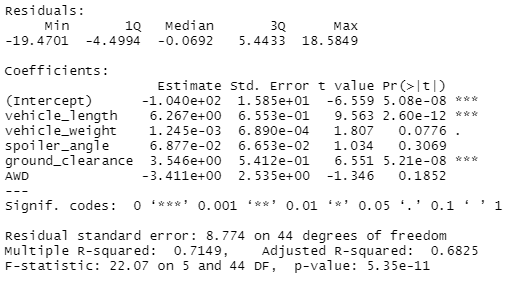 Residuals:
     Min       1Q   Median       3Q      Max
-19.4701  -4.4994  -0.0692   5.4433  18.5849

Coefficients:
                   Estimate Std. Error t value Pr(>|t|)
(Intercept)      -1.040e+02  1.585e+01  -6.559 5.08e-08 ***
vehicle_length    6.267e+00  6.553e-01   9.563 2.60e-12 ***
vehicle_weight    1.245e-03  6.890e-04   1.807   0.0776 .
spoiler_angle     6.877e-02  6.653e-02   1.034   0.3069
ground_clearance  3.546e+00  5.412e-01   6.551 5.21e-08 ***
AWD              -3.411e+00  2.535e+00  -1.346   0.1852
---
Signif. codes:  0 ‘***’ 0.001 ‘**’ 0.01 ‘*’ 0.05 ‘.’ 0.1 ‘ ’ 1

Residual standard error: 8.774 on 44 degrees of freedom
Multiple R-squared:  0.7149,    Adjusted R-squared:  0.6825
F-statistic: 22.07 on 5 and 44 DF,  p-value: 5.35e-11